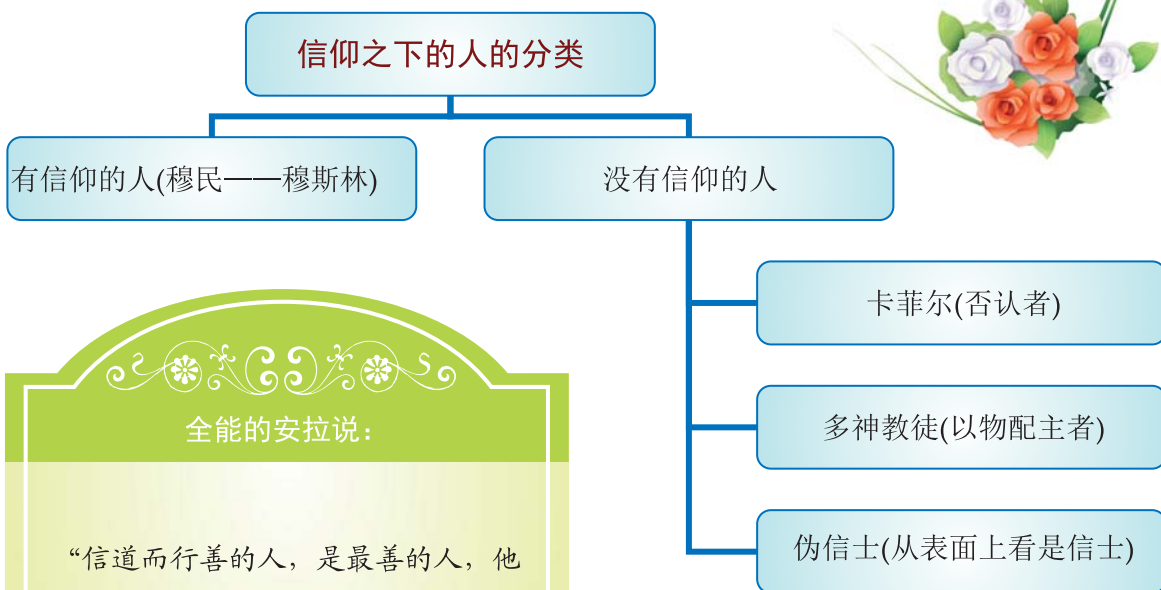 信仰之下的人的分类
有信仰的人(穆民——穆斯林)
没有信仰的人
卡菲尔(否认者)
多神教徒(以物配主者)
伪信士(从表面上看是信士)
全能的安拉说：
“信道而行善的人，是最善的人，他